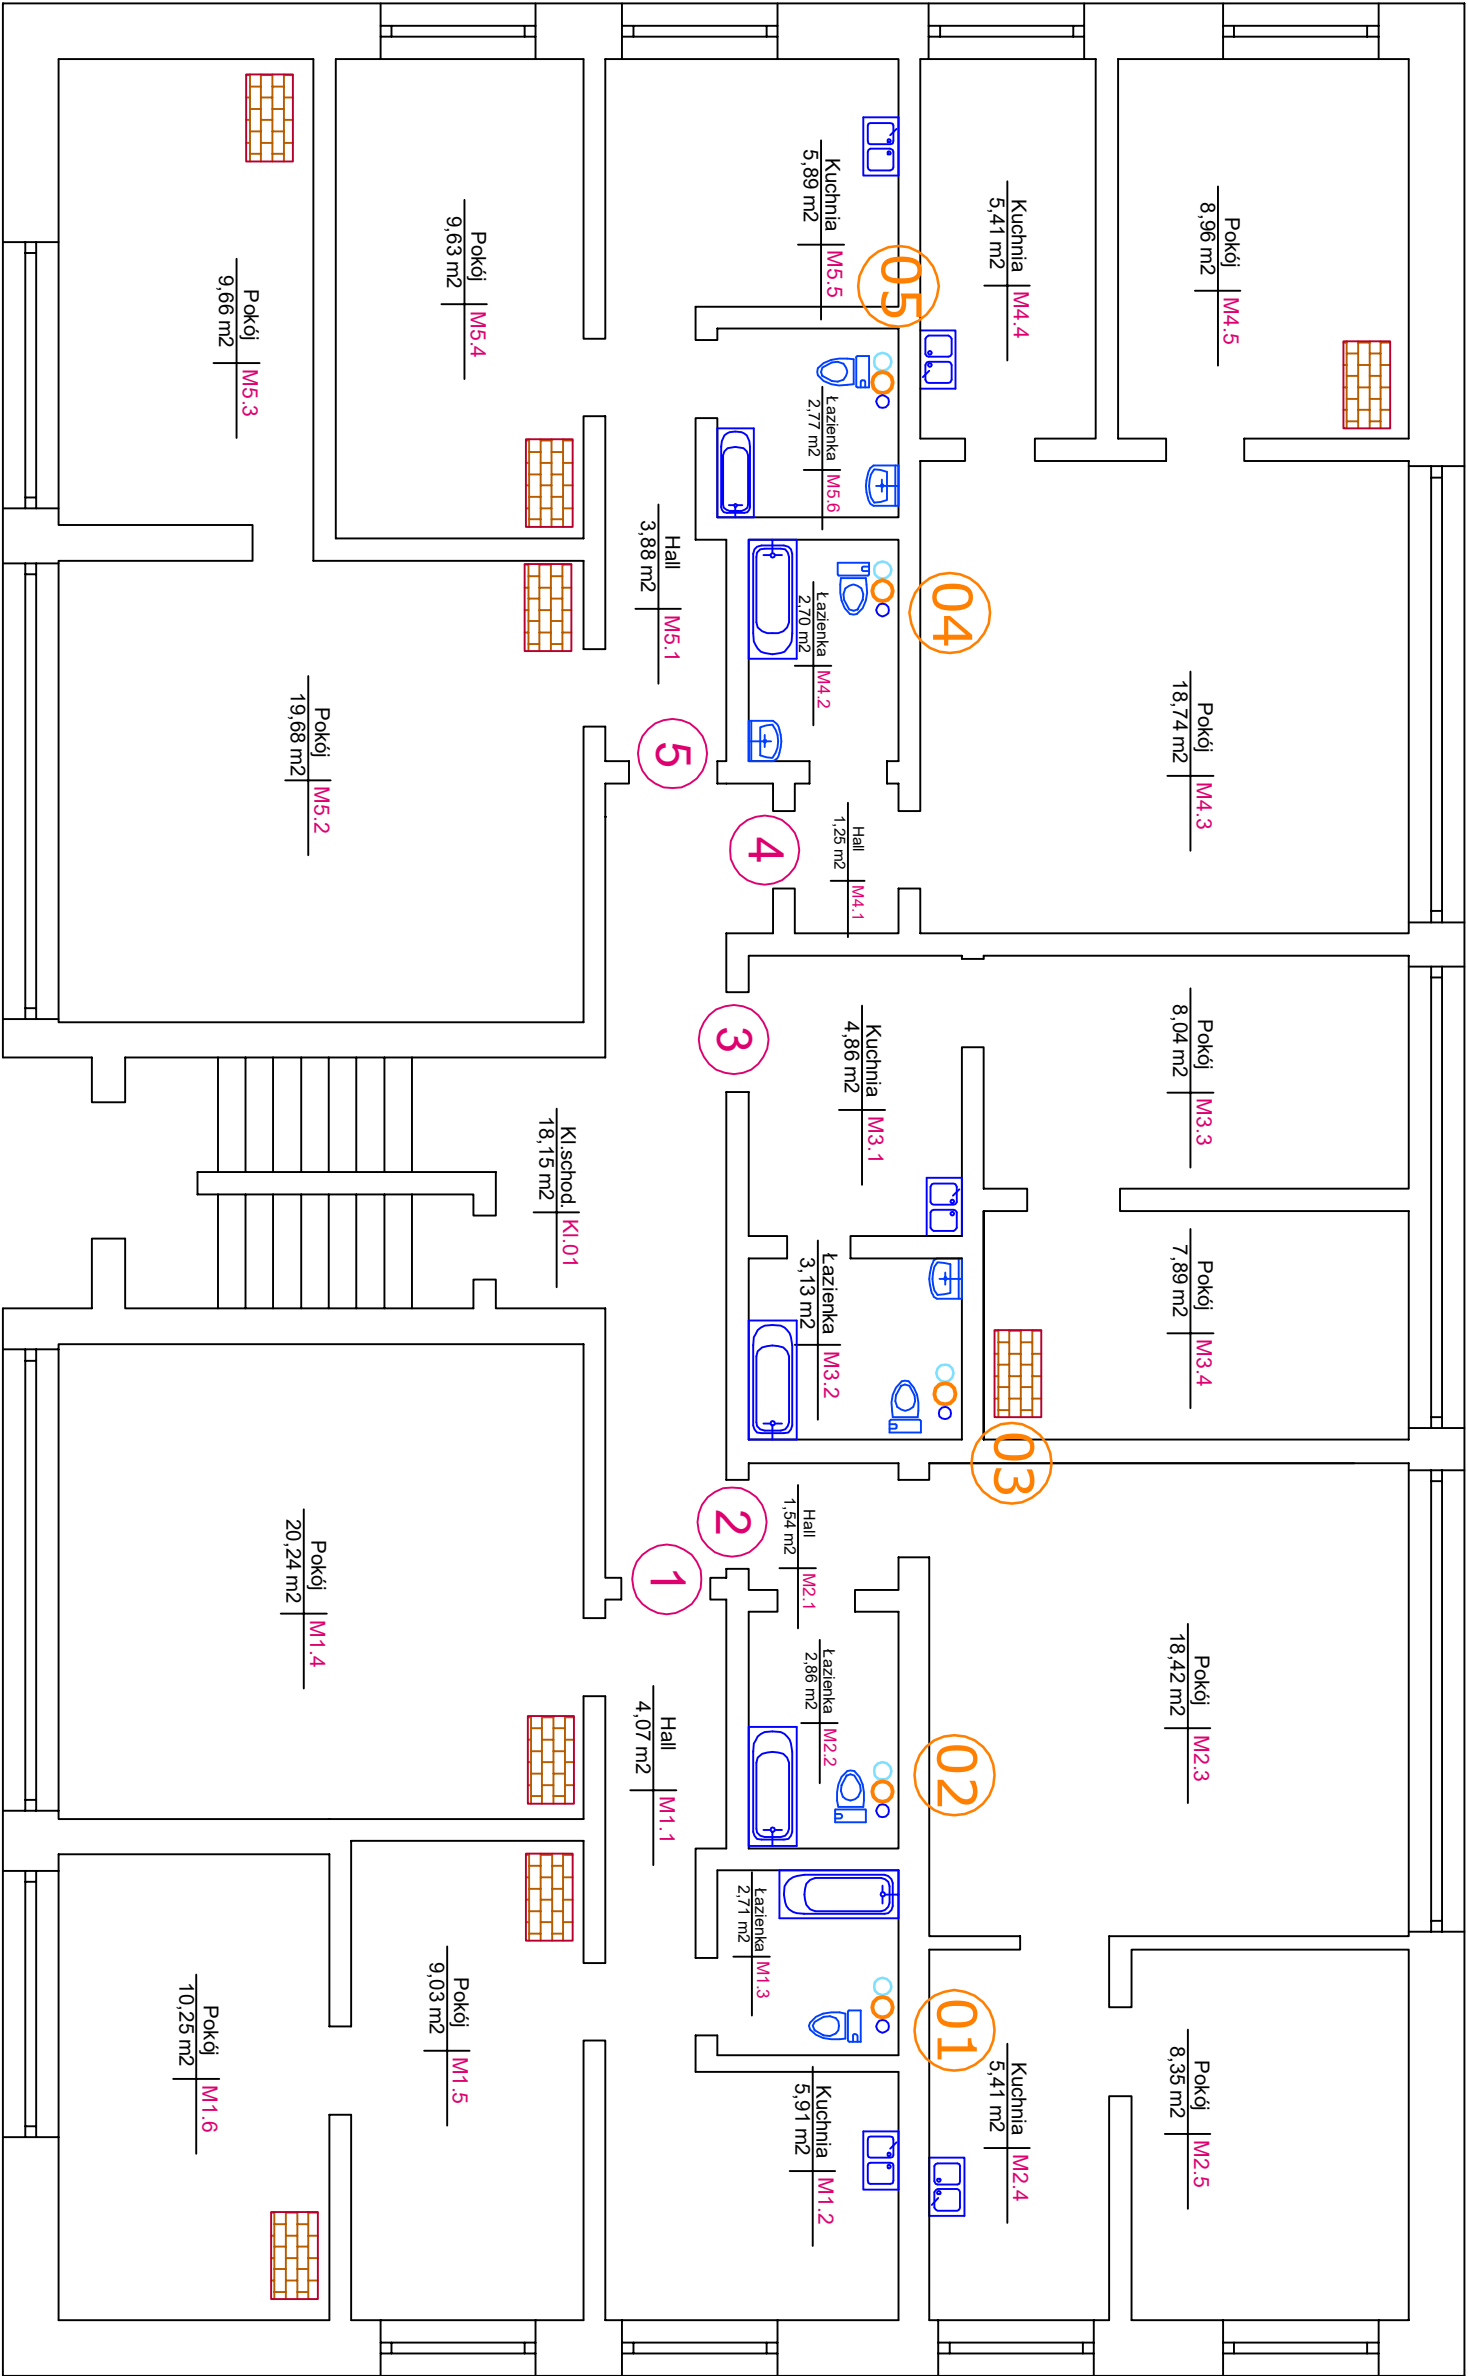 Pokój
8,96 m2
M4.5
Pokój
18,74 m2
M4.3
Pokój
8,04 m2
M3.3
Pokój
7,89 m2
M3.4
Pokój
18,42 m2
M2.3
Pokój
8,35 m2
M2.5
Kuchnia
5,41 m2
M4.4
03
Kuchnia
5,41 m2
M2.4
05
04
02
01
Kuchnia
5,89 m2
M5.5
Łazienka
2,77 m2
M5.6
Łazienka
2,70 m2
M4.2
Hall
1,25 m2
M4.1
Kuchnia
4,86 m2
M3.1
Łazienka
3,13 m2
M3.2
Hall
1,54 m2
M2.1
Łazienka
2,86 m2
M2.2
Łazienka
2,71 m2
M1.3
Kuchnia
5,91 m2
M1.2
4
3
2
5
1
Hall
3,88 m2
M5.1
Hall
4,07 m2
M1.1
Kl.schod.
18,15 m2
Kl.01
Pokój
9,63 m2
M5.4
Pokój
9,03 m2
M1.5
Pokój
19,68 m2
M5.2
Pokój
20,24 m2
M1.4
Pokój
9,66 m2
M5.3
Pokój
10,25 m2
M1.6